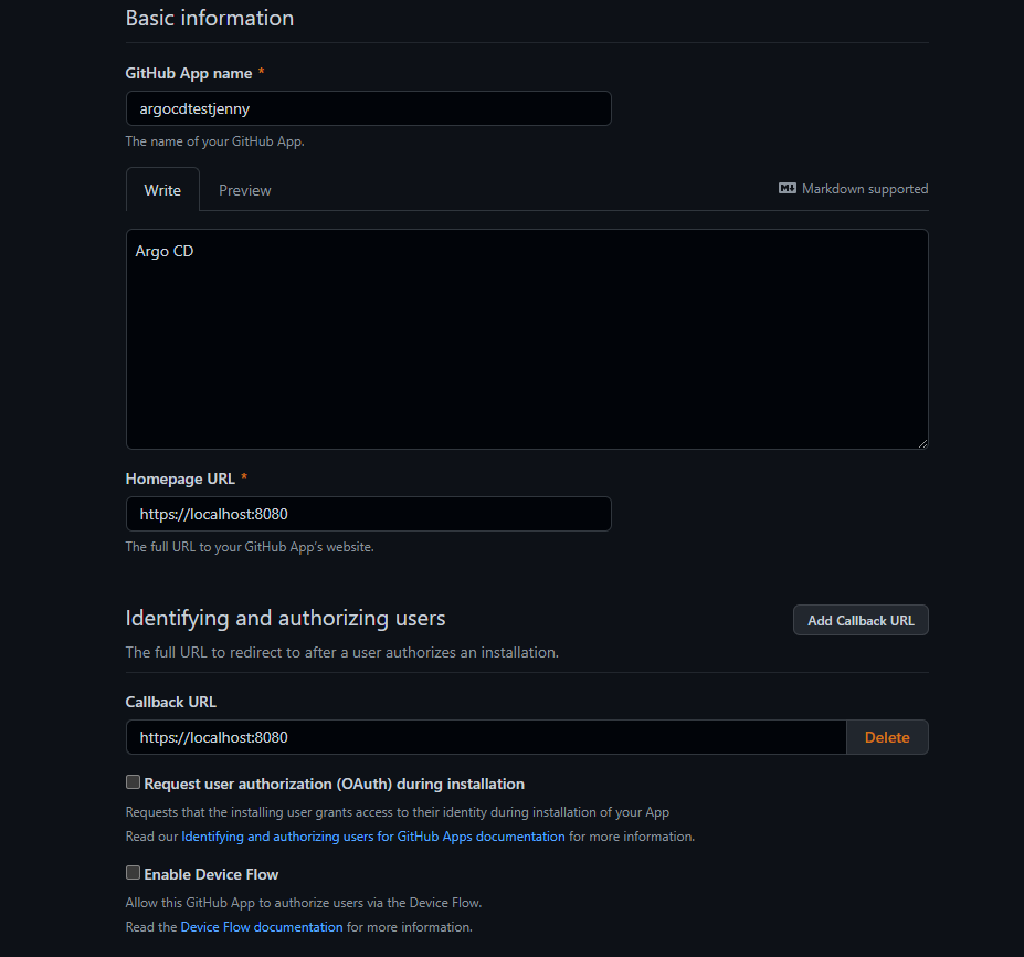 Basic information
GitHub App name *
argocdtestjenny
The name of your GitHub App.
Write Preview Markdown supported
Argo CD
Homepage URL *
https://localhost:8080
The full URL to your GitHub App's website.
Identifying and authorizing users Add Callback URL
The full URL to redirect to after a user authorizes an installation.
Callback URL
https://localhost:8080 Delete
Request user authorization (OAuth) during installation
Requests that the installing user grants access to their identity during installation of your App
Read our Identifying and authorizing users for GitHub Apps documentation for more information.
Enable Device Flow
Allow this GitHub App to authorize users via the Device Flow.
Read the Device Flow documentation for more information.